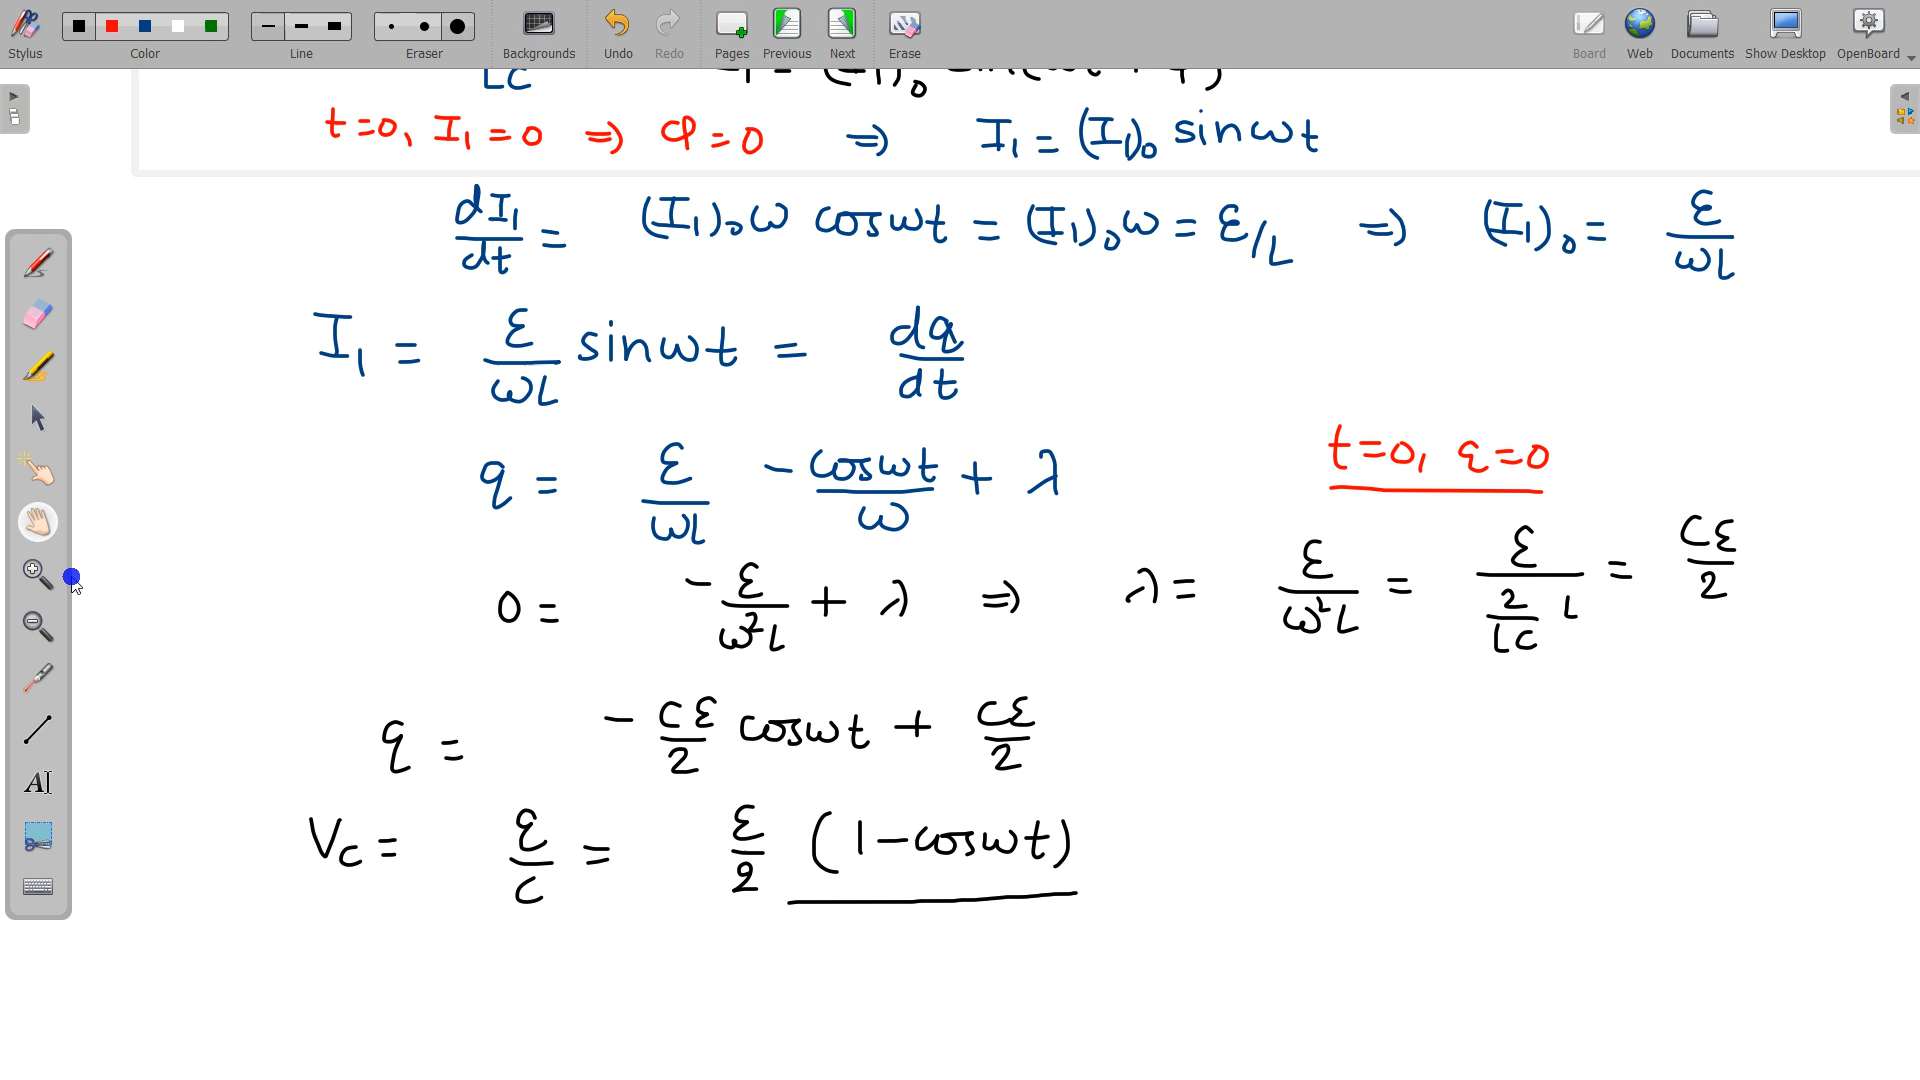 Stylus Color Line Eraser Backgrounds Undo Redo Pages Previous Next Erase Board Web Documents Show Desktop OpenBoard
LC
t=0, I₁=0 ⇒ φ=0 ⇒ I₁ = (I₁)₀ sinωt
dI₁/dt = (I₁)₀ω cosωt = (I₁)₀ω = ε/L ⇒ (I₁)₀ = ε/ωL
I₁ = ε/ωL sinωt = dq/dt
q = ε/ωL -cosωt/ω + λ
t=0, q=0
0 = -ε/ω²L + λ ⇒ λ = ε/ω²L = ε/(2/LC L) = Cε/2
q = -Cε/2 cosωt + Cε/2
Vc = q/C = ε/2 (1-cosωt)
AI